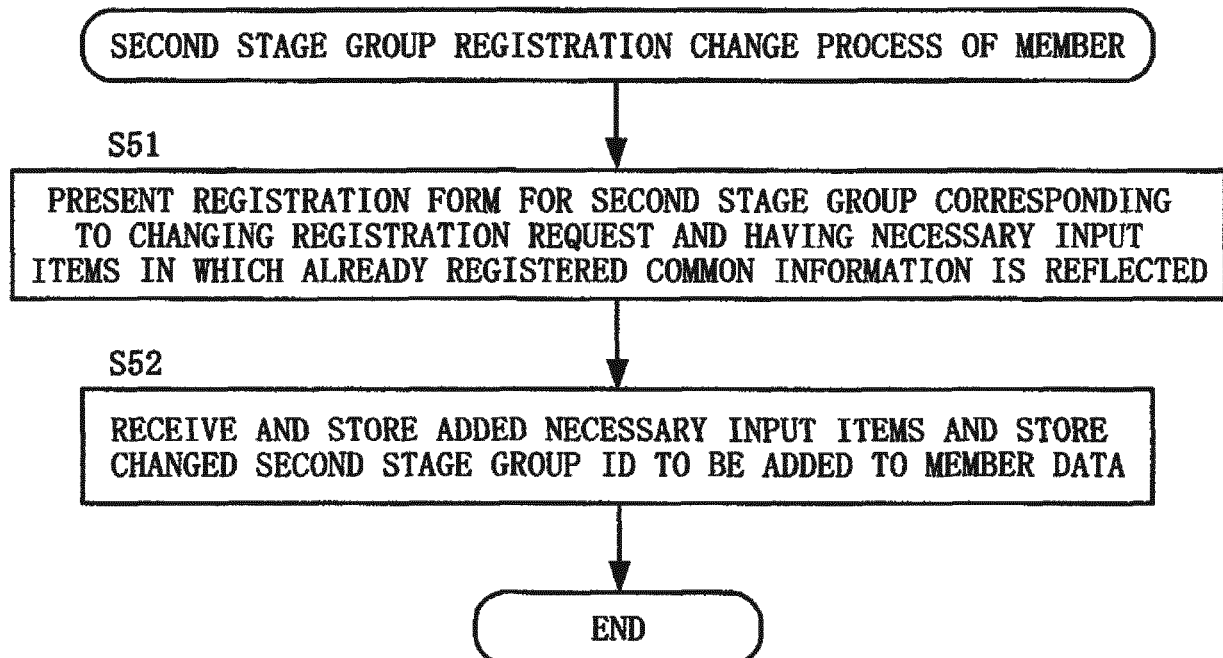 SECOND STAGE GROUP REGISTRATION CHANGE PROCESS OF MEMBER
S51
PRESENT REGISTRATION FORM FOR SECOND STAGE GROUP CORRESPONDING
TO CHANGING REGISTRATION REQUEST AND HAVING NECESSARY INPUT
ITEMS IN WHICH ALREADY REGISTERED COMMON INFORMATION IS REFLECTED
S52
RECEIVE AND STORE ADDED NECESSARY INPUT ITEMS AND STORE
CHANGED SECOND STAGE GROUP ID TO BE ADDED TO MEMBER DATA
END